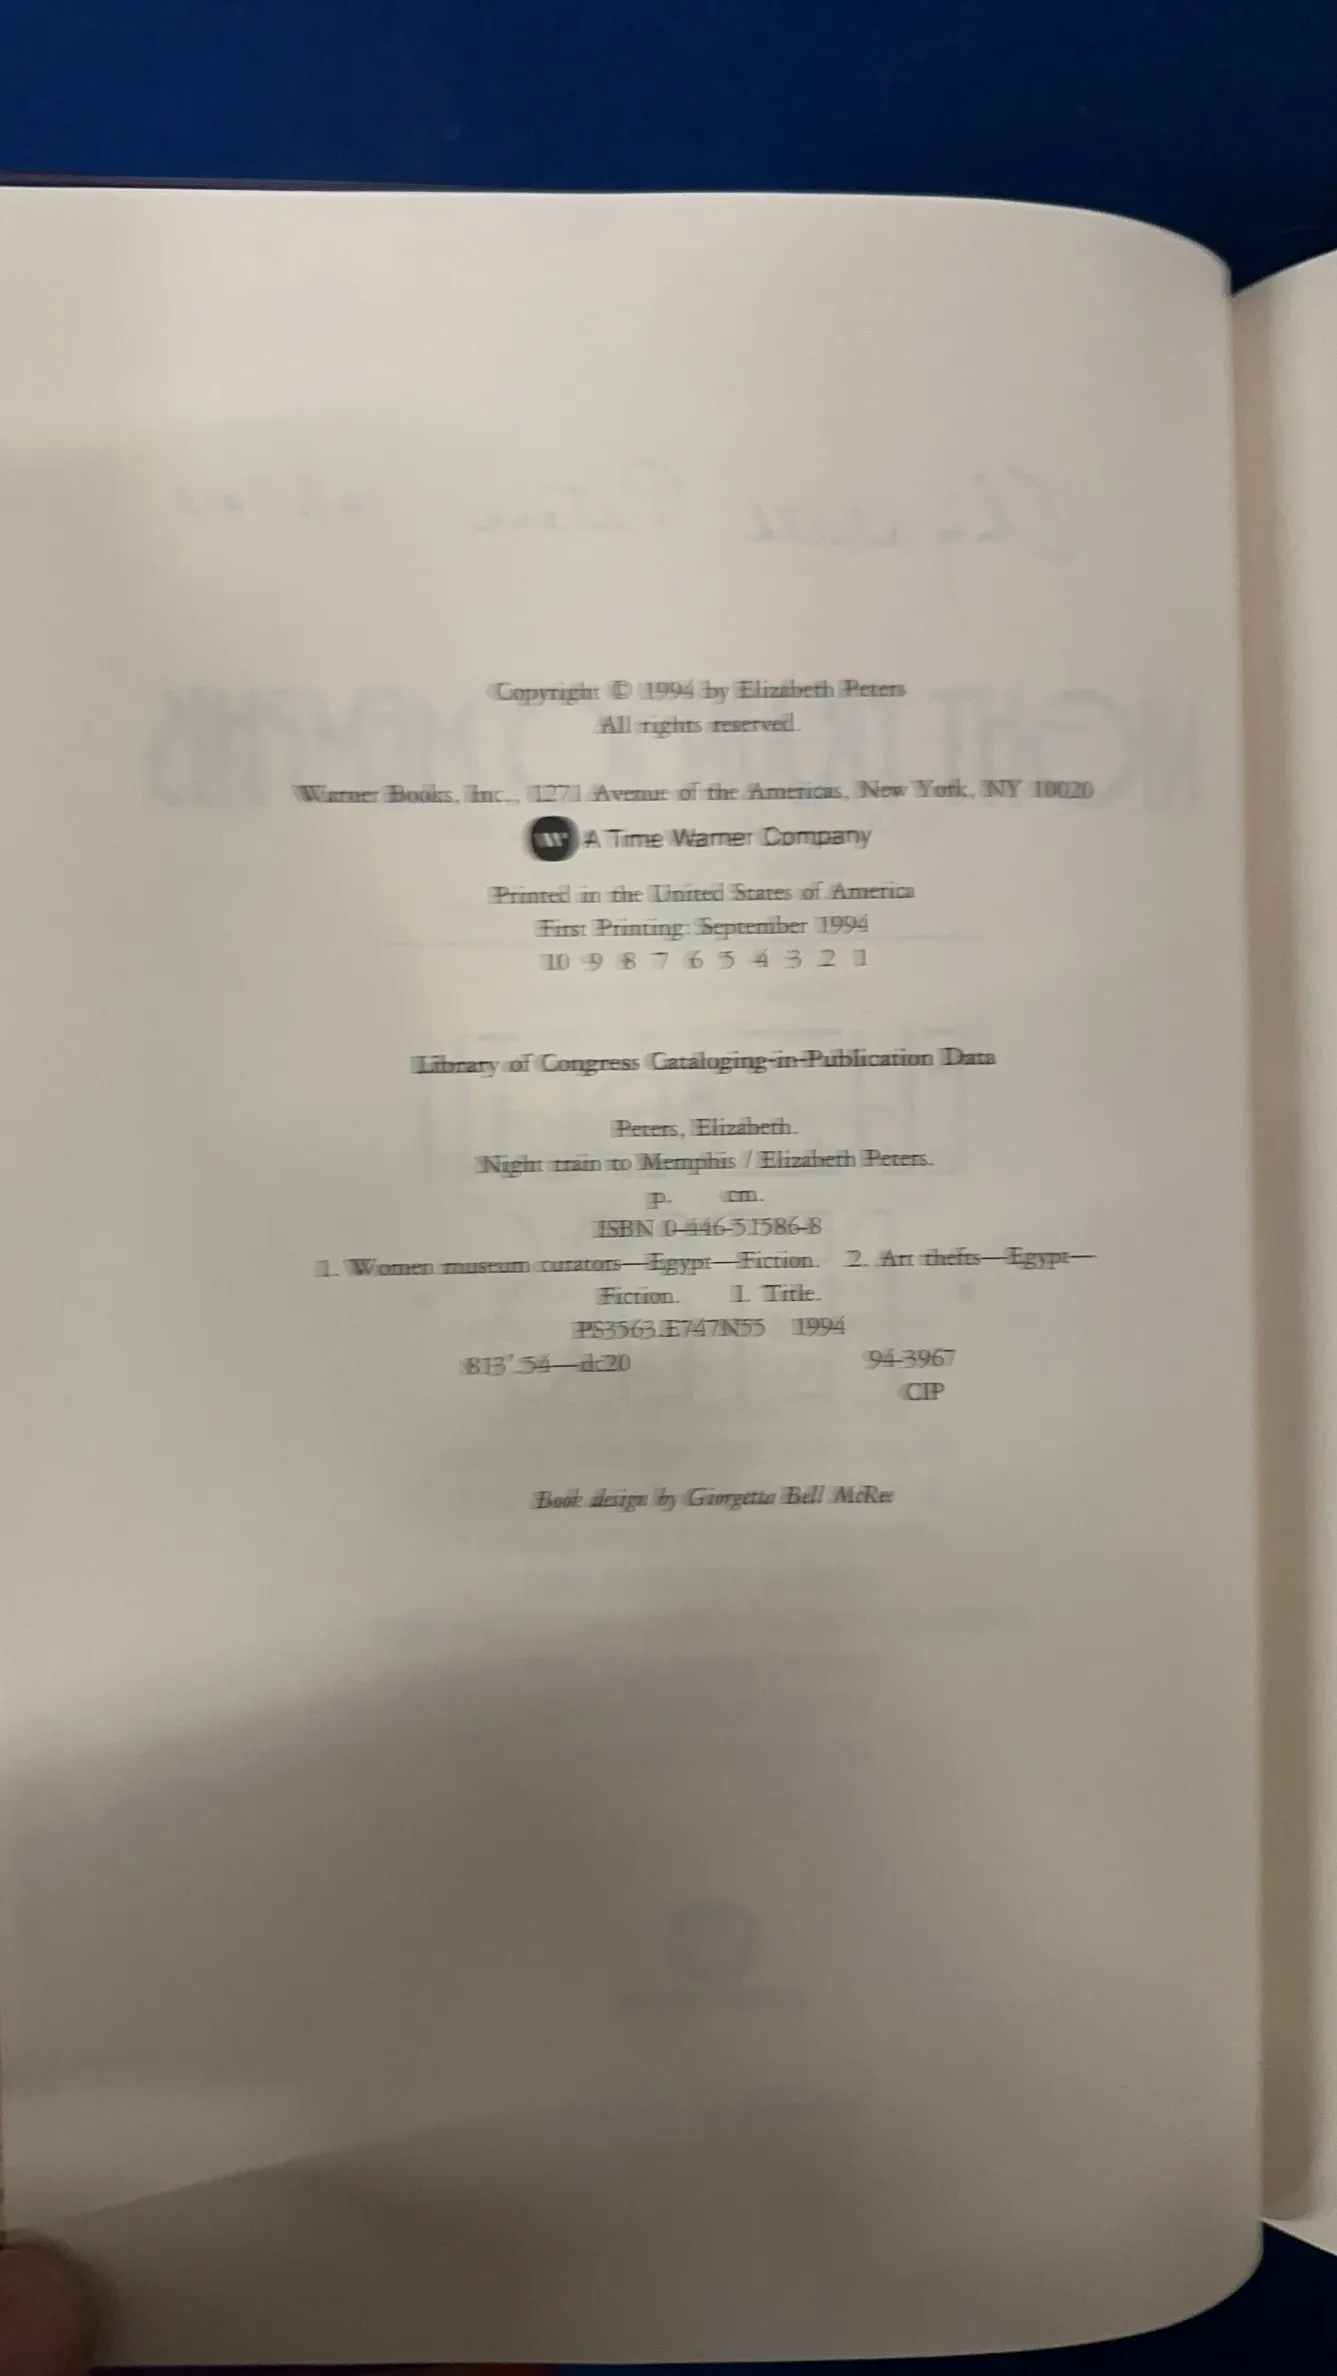 Copyright © 1994 by Elizabeth Peters
All rights reserved.
Warner Books, Inc., 1271 Avenue of the Americas, New York, NY 10020
W A Time Warner Company
Printed in the United States of America
First Printing: September 1994
10 9 8 7 6 5 4 3 2 1
Library of Congress Cataloging-in-Publication Data
Peters, Elizabeth.
Night train to Memphis / Elizabeth Peters.
p. cm.
ISBN 0-446-51586-8
1. Women museum curators—Egypt—Fiction. 2. Art thefts—Egypt—
Fiction. I. Title.
PS3563.E747N55 1994
813'.54—dc20 94-3967
CIP
Book design by Giorgetta Bell McRee